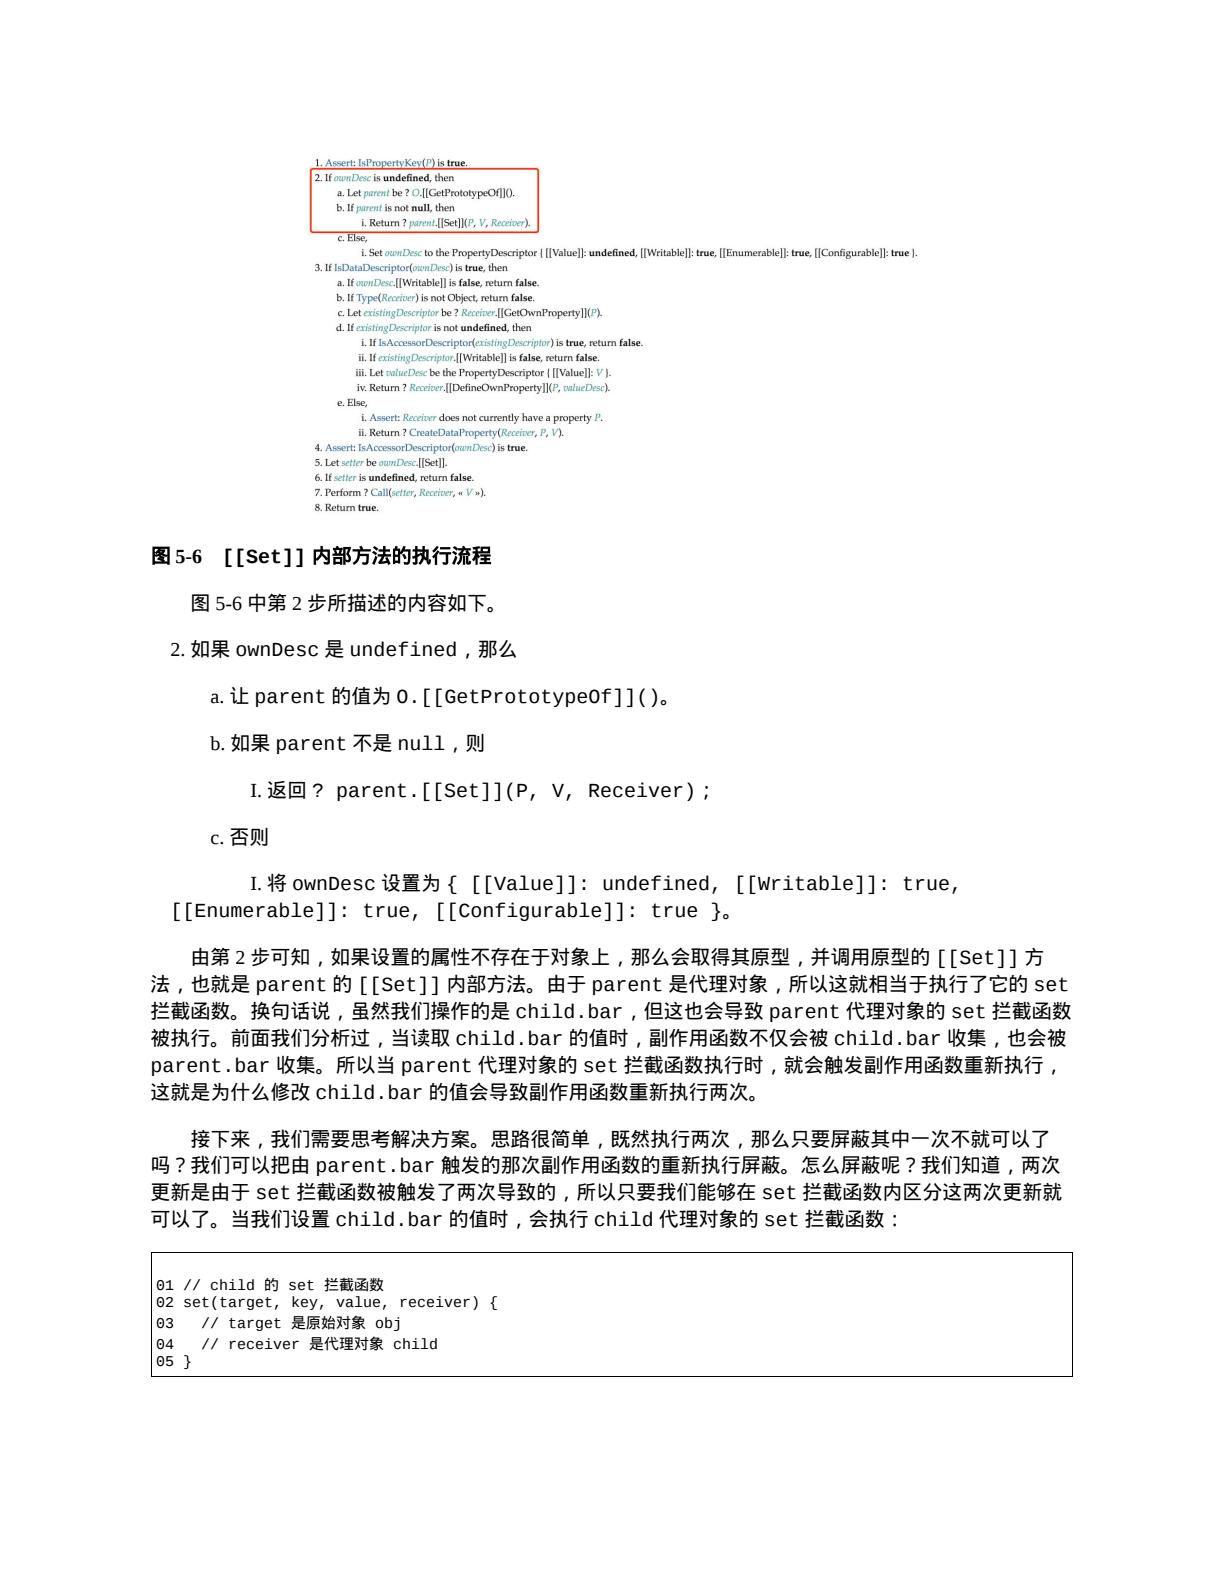 1. Assert: IsPropertyKey(P) is true.
2. If ownDesc is undefined, then
a. Let parent be ? O.[[GetPrototypeOf]]().
b. If parent is not null, then
i. Return ? parent.[[Set]](P, V, Receiver).
c. Else,
i. Set ownDesc to the PropertyDescriptor { [[Value]]: undefined, [[Writable]]: true, [[Enumerable]]: true, [[Configurable]]: true }.
3. If IsDataDescriptor(ownDesc) is true, then
a. If ownDesc.[[Writable]] is false, return false.
b. If Type(Receiver) is not Object, return false.
c. Let existingDescriptor be ? Receiver.[[GetOwnProperty]](P).
d. If existingDescriptor is not undefined, then
i. If IsAccessorDescriptor(existingDescriptor) is true, return false.
ii. If existingDescriptor.[[Writable]] is false, return false.
iii. Let valueDesc be the PropertyDescriptor { [[Value]]: V }.
iv. Return ? Receiver.[[DefineOwnProperty]](P, valueDesc).
e. Else,
i. Assert: Receiver does not currently have a property P.
ii. Return ? CreateDataProperty(Receiver, P, V).
4. Assert: IsAccessorDescriptor(ownDesc) is true.
5. Let setter be ownDesc.[[Set]].
6. If setter is undefined, return false.
7. Perform ? Call(setter, Receiver, « V »).
8. Return true.
图 5-6 [[Set]] 内部方法的执行流程
图 5-6 中第 2 步所描述的内容如下。
2. 如果 ownDesc 是 undefined，那么
a. 让 parent 的值为 O.[[GetPrototypeOf]]()。
b. 如果 parent 不是 null，则
I. 返回 ? parent.[[Set]](P, V, Receiver)；
c. 否则
I. 将 ownDesc 设置为 { [[Value]]: undefined, [[Writable]]: true,
[[Enumerable]]: true, [[Configurable]]: true }。
由第 2 步可知，如果设置的属性不存在于对象上，那么会取得其原型，并调用原型的 [[Set]] 方
法，也就是 parent 的 [[Set]] 内部方法。由于 parent 是代理对象，所以这就相当于执行了它的 set
拦截函数。换句话说，虽然我们操作的是 child.bar，但这也会导致 parent 代理对象的 set 拦截函数
被执行。前面我们分析过，当读取 child.bar 的值时，副作用函数不仅会被 child.bar 收集，也会被
parent.bar 收集。所以当 parent 代理对象的 set 拦截函数执行时，就会触发副作用函数重新执行，
这就是为什么修改 child.bar 的值会导致副作用函数重新执行两次。
接下来，我们需要思考解决方案。思路很简单，既然执行两次，那么只要屏蔽其中一次不就可以了
吗？我们可以把由 parent.bar 触发的那次副作用函数的重新执行屏蔽。怎么屏蔽呢？我们知道，两次
更新是由于 set 拦截函数被触发了两次导致的，所以只要我们能够在 set 拦截函数内区分这两次更新就
可以了。当我们设置 child.bar 的值时，会执行 child 代理对象的 set 拦截函数：
01 // child 的 set 拦截函数
02 set(target, key, value, receiver) {
03   // target 是原始对象 obj
04   // receiver 是代理对象 child
05 }